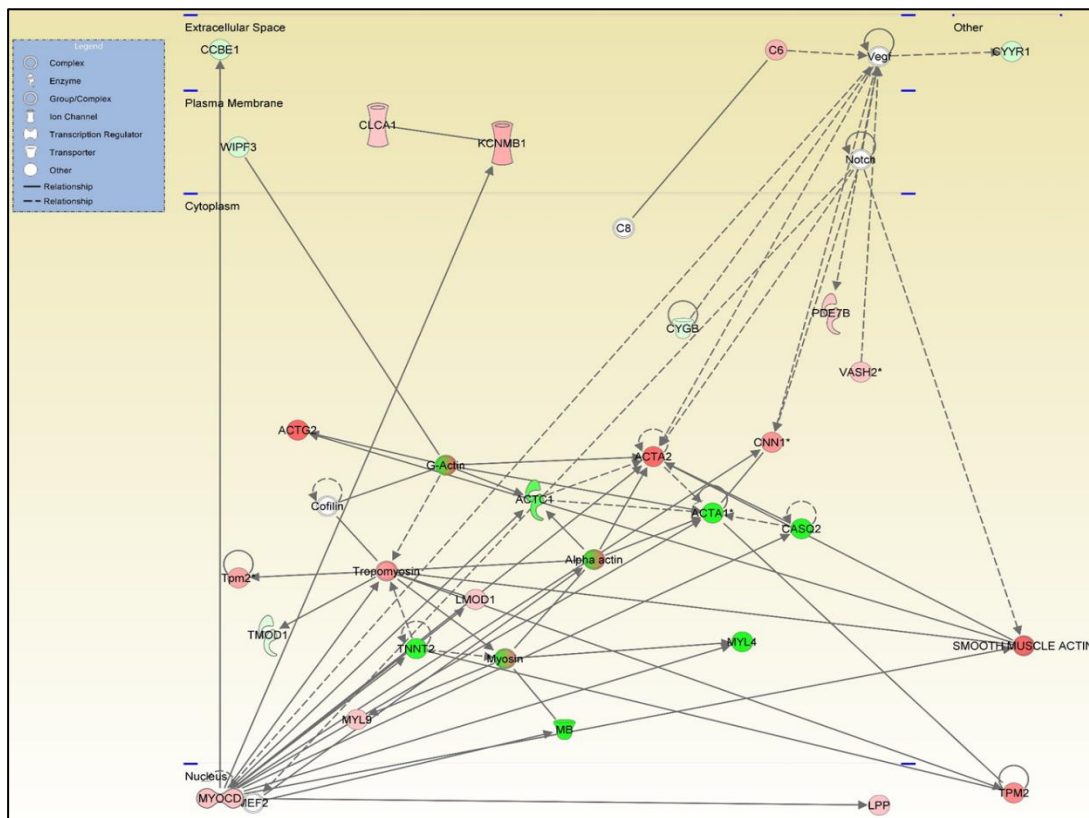 Extracellular Space
Other
Legend
Complex
Enzyme
Group/Complex
Ion Channel
Transcription Regulator
Transporter
Other
Relationship
Relationship
CCBE1
C6
Vegf
CYYR1
Plasma Membrane
CLCA1
KCNMB1
WIPF3
Notch
Cytoplasm
C8
CYGB
PDE7B
VASH2*
ACTG2
CNN1*
ACTA2
G-Actin
ACTC1
Cofilin
ACTA1*
CASQ2
Alpha actin
Tpm2*
Tropomyosin
LMOD1
TMOD1
TNNT2
Myosin
MYL4
SMOOTH MUSCLE ACTIN
MYL9
MB
Nucleus
MYOCD
MEF2
LPP
TPM2